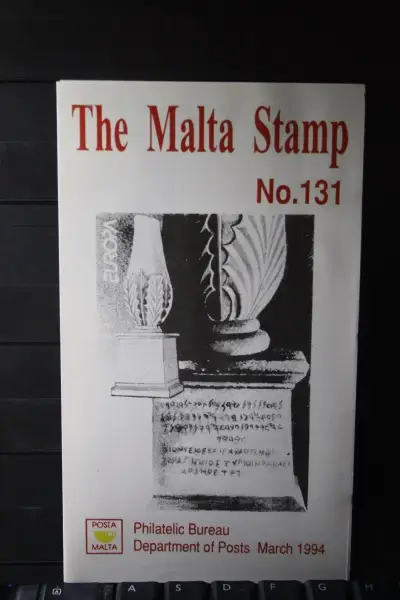 The Malta Stamp
No.131
EUROPA
POSTA
MALTA
Philatelic Bureau
Department of Posts March 1994
A S D F G H